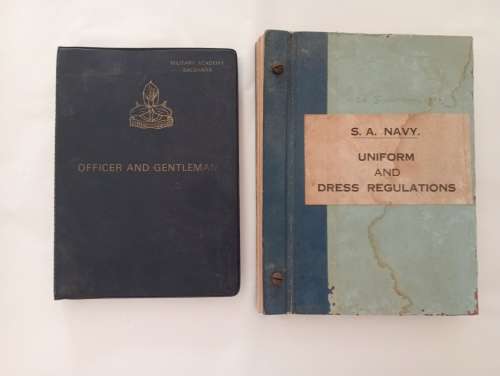 MILITARY ACADEMY
SALDANHA
OFFICER AND GENTLEMAN
S. A. NAVY.
UNIFORM
AND
DRESS REGULATIONS